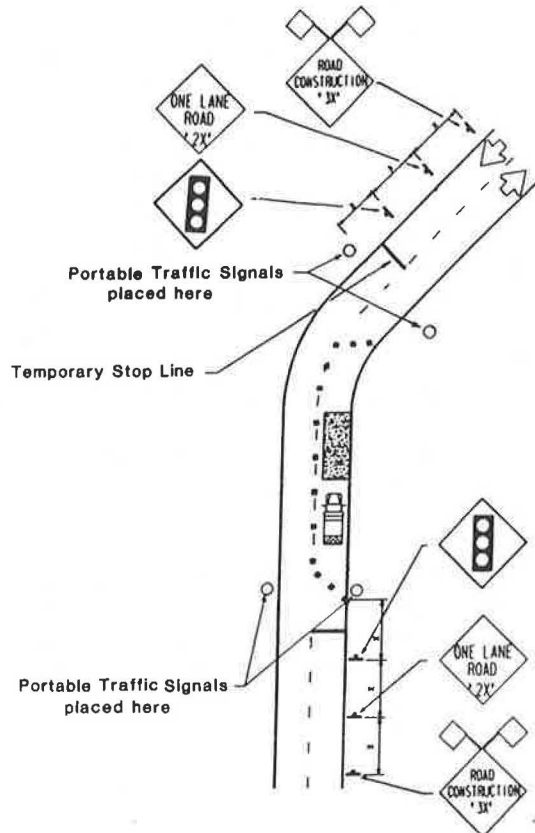 ROAD
CONSTRUCTION
'3X'
ONE LANE
ROAD
'2X'
Portable Traffic Signals
placed here
Temporary Stop Line
X
X
X
ONE LANE
ROAD
'2X'
Portable Traffic Signals
placed here
ROAD
CONSTRUCTION
'3X'